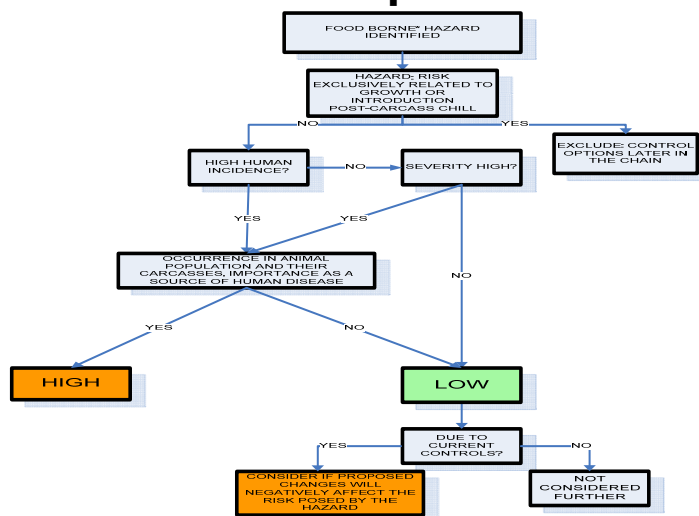 FOOD BORNE* HAZARD
IDENTIFIED
HAZARD: RISK
EXCLUSIVELY RELATED TO
GROWTH OR
INTRODUCTION
POST-CARCASS CHILL
NO
YES
HIGH HUMAN
INCIDENCE?
NO
SEVERITY HIGH?
EXCLUDE: CONTROL
OPTIONS LATER IN
THE CHAIN
YES
YES
OCCURRENCE IN ANIMAL
POPULATION AND THEIR
CARCASSES, IMPORTANCE AS A
SOURCE OF HUMAN DISEASE
NO
YES
NO
HIGH
LOW
DUE TO
CURRENT
CONTROLS?
YES
NO
CONSIDER IF PROPOSED
CHANGES WILL
NEGATIVELY AFFECT THE
RISK POSED BY THE
HAZARD
NOT
CONSIDERED
FURTHER